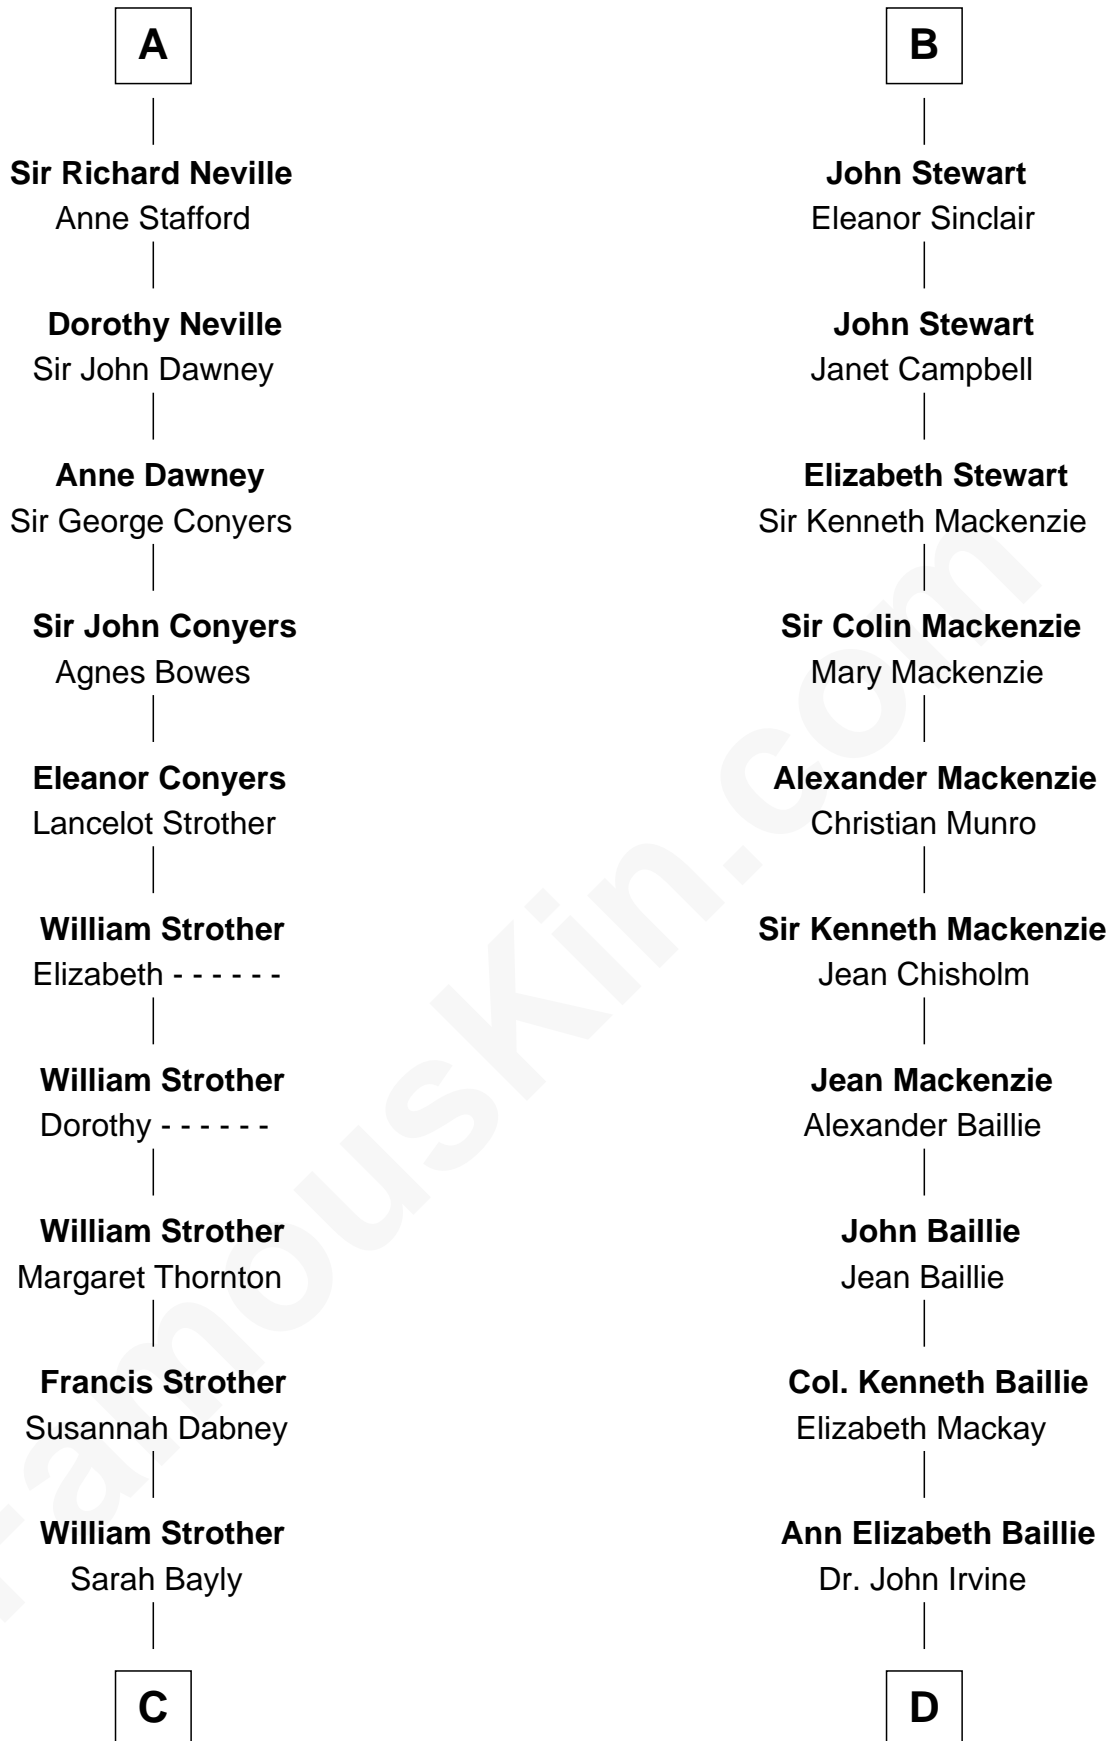 A
Sir Richard Neville
Anne Stafford
Dorothy Neville
Sir John Dawney
Anne Dawney
Sir George Conyers
Sir John Conyers
Agnes Bowes
Eleanor Conyers
Lancelot Strother
William Strother
Elizabeth - - - - - -
William Strother
Dorothy - - - - - -
William Strother
Margaret Thornton
Francis Strother
Susannah Dabney
William Strother
Sarah Bayly
C
B
John Stewart
Eleanor Sinclair
John Stewart
Janet Campbell
Elizabeth Stewart
Sir Kenneth Mackenzie
Sir Colin Mackenzie
Mary Mackenzie
Alexander Mackenzie
Christian Munro
Sir Kenneth Mackenzie
Jean Chisholm
Jean Mackenzie
Alexander Baillie
John Baillie
Jean Baillie
Col. Kenneth Baillie
Elizabeth Mackay
Ann Elizabeth Baillie
Dr. John Irvine
D
FamousKin.com